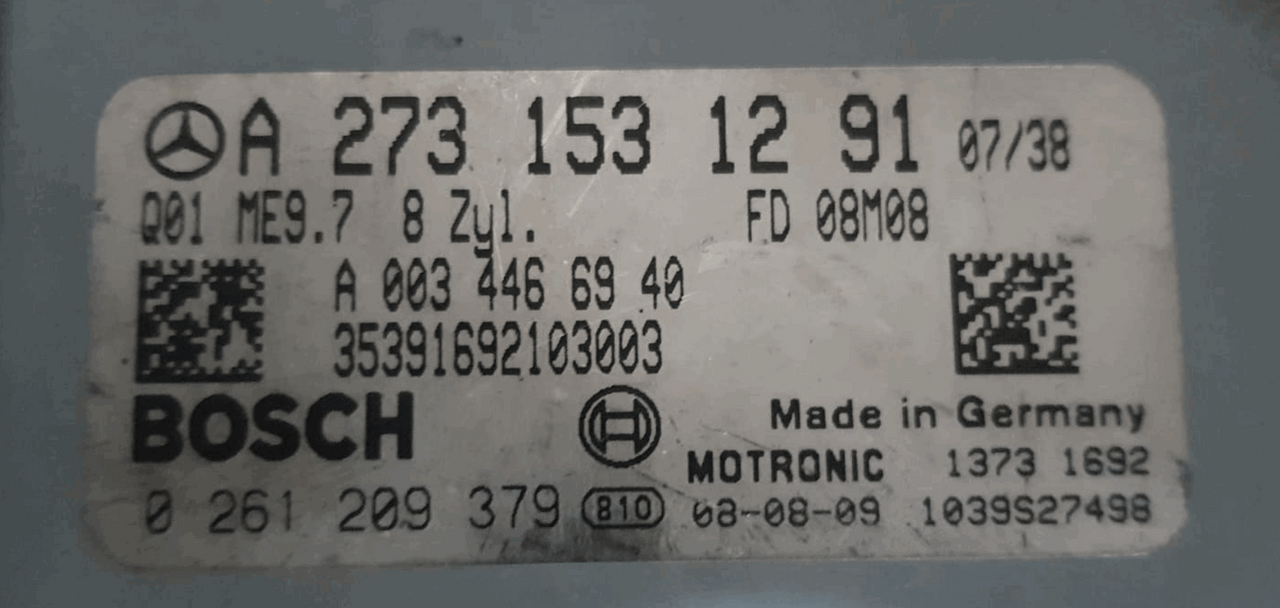 A 273 153 12 91 07/38
Q01 ME9.7 8 Zyl. FD 08M08
A 003 446 69 40
35391692103003
BOSCH Made in Germany
MOTRONIC 1373 1692
0 261 209 379 810 08-08-09 1039S27498